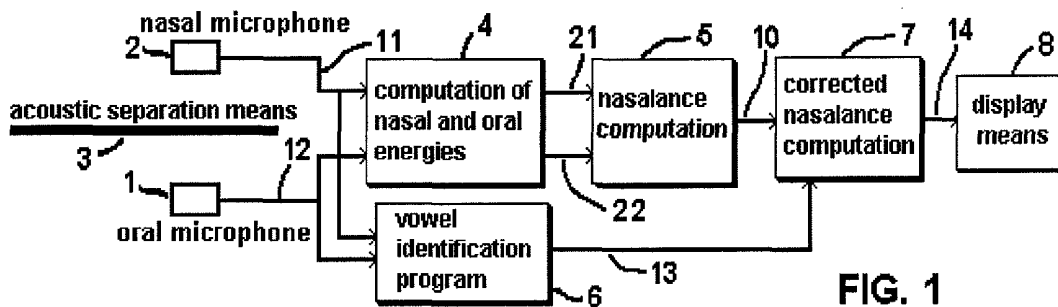 nasal microphone
2
11
4
21
5
10
7
14
8
acoustic separation means
3
12
computation of
nasal and oral
energies
nasalance
computation
corrected
nasalance
computation
display
means
1
oral microphone
22
vowel
identification
program
13
6
FIG. 1